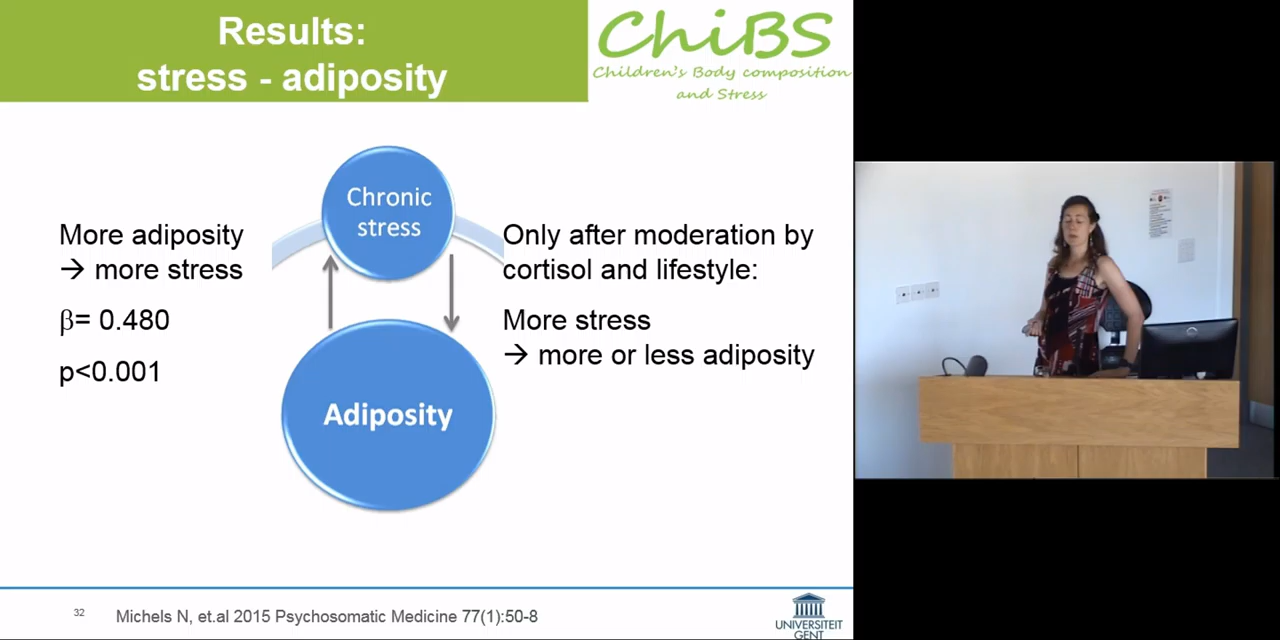 Results:
stress - adiposity
ChiBS
Children's Body composition
and Stress
Chronic
stress
More adiposity
→ more stress
β= 0.480
p<0.001
Only after moderation by
cortisol and lifestyle:
More stress
→ more or less adiposity
Adiposity
32
Michels N, et.al 2015 Psychosomatic Medicine 77(1):50-8
UNIVERSITEIT
GENT